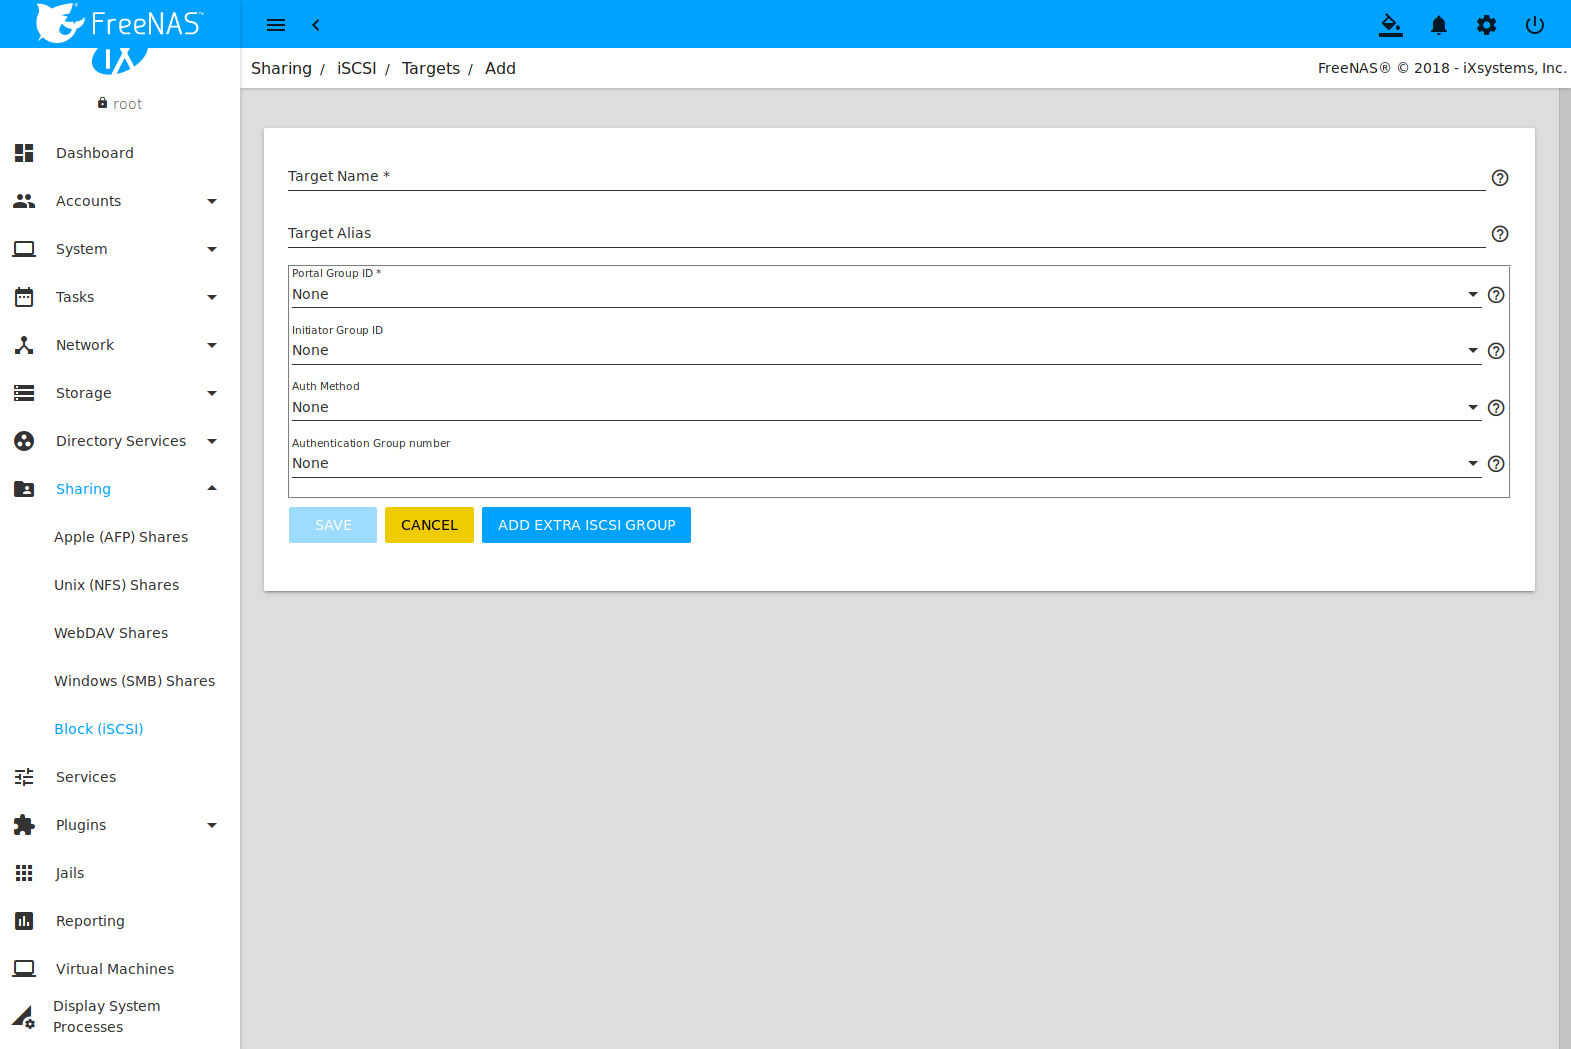 FreeNAS™
iX
root
Sharing / iSCSI / Targets / Add
FreeNAS® © 2018 - iXsystems, Inc.
Dashboard
Accounts
System
Tasks
Network
Storage
Directory Services
Sharing
Apple (AFP) Shares
Unix (NFS) Shares
WebDAV Shares
Windows (SMB) Shares
Block (iSCSI)
Services
Plugins
Jails
Reporting
Virtual Machines
Display System
Processes
Target Name *
Target Alias
Portal Group ID *
None
Initiator Group ID
None
Auth Method
None
Authentication Group number
None
SAVE CANCEL ADD EXTRA ISCSI GROUP